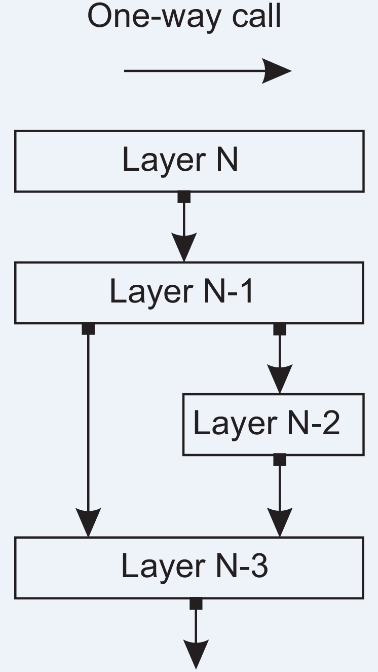 One-way call
Layer N
Layer N-1
Layer N-2
Layer N-3